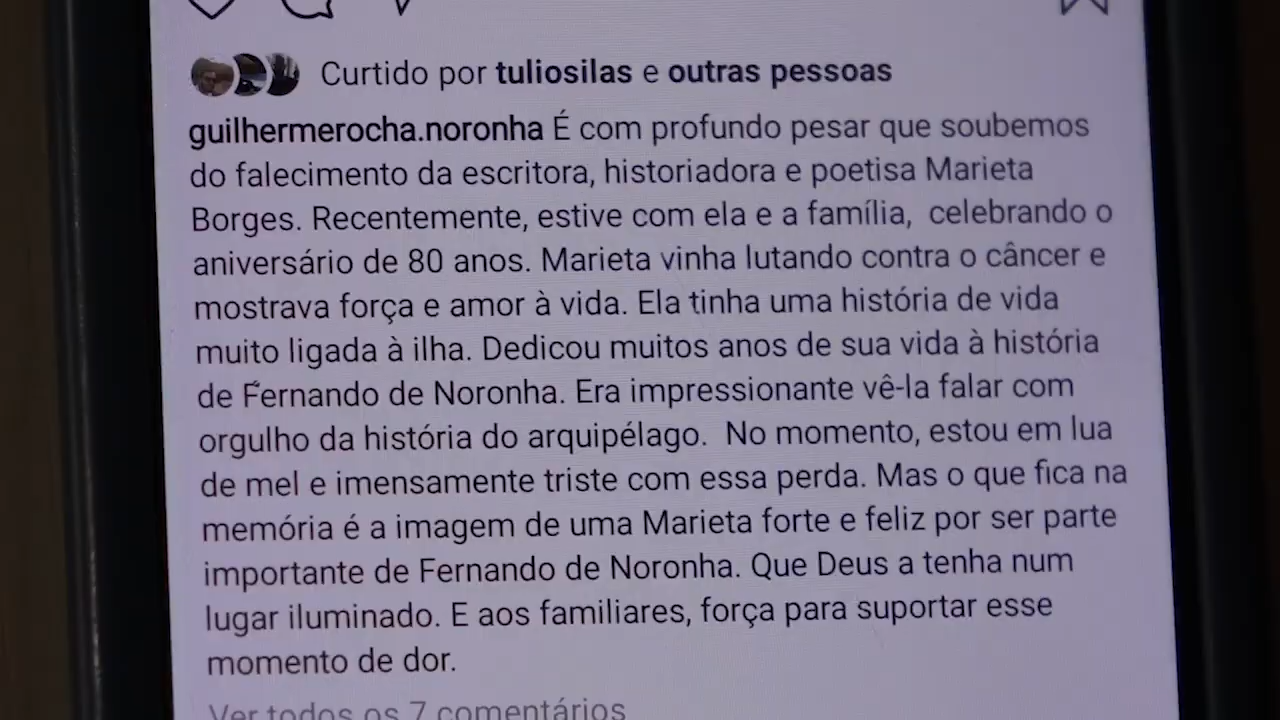 Curtido por tuliosilas e outras pessoas
guilhermerocha.noronha É com profundo pesar que soubemos
do falecimento da escritora, historiadora e poetisa Marieta
Borges. Recentemente, estive com ela e a família,  celebrando o
aniversário de 80 anos. Marieta vinha lutando contra o câncer e
mostrava força e amor à vida. Ela tinha uma história de vida
muito ligada à ilha. Dedicou muitos anos de sua vida à história
de Fernando de Noronha. Era impressionante vê-la falar com
orgulho da história do arquipélago.  No momento, estou em lua
de mel e imensamente triste com essa perda. Mas o que fica na
memória é a imagem de uma Marieta forte e feliz por ser parte
importante de Fernando de Noronha. Que Deus a tenha num
lugar iluminado. E aos familiares, força para suportar esse
momento de dor.
Ver todos os 7 comentários